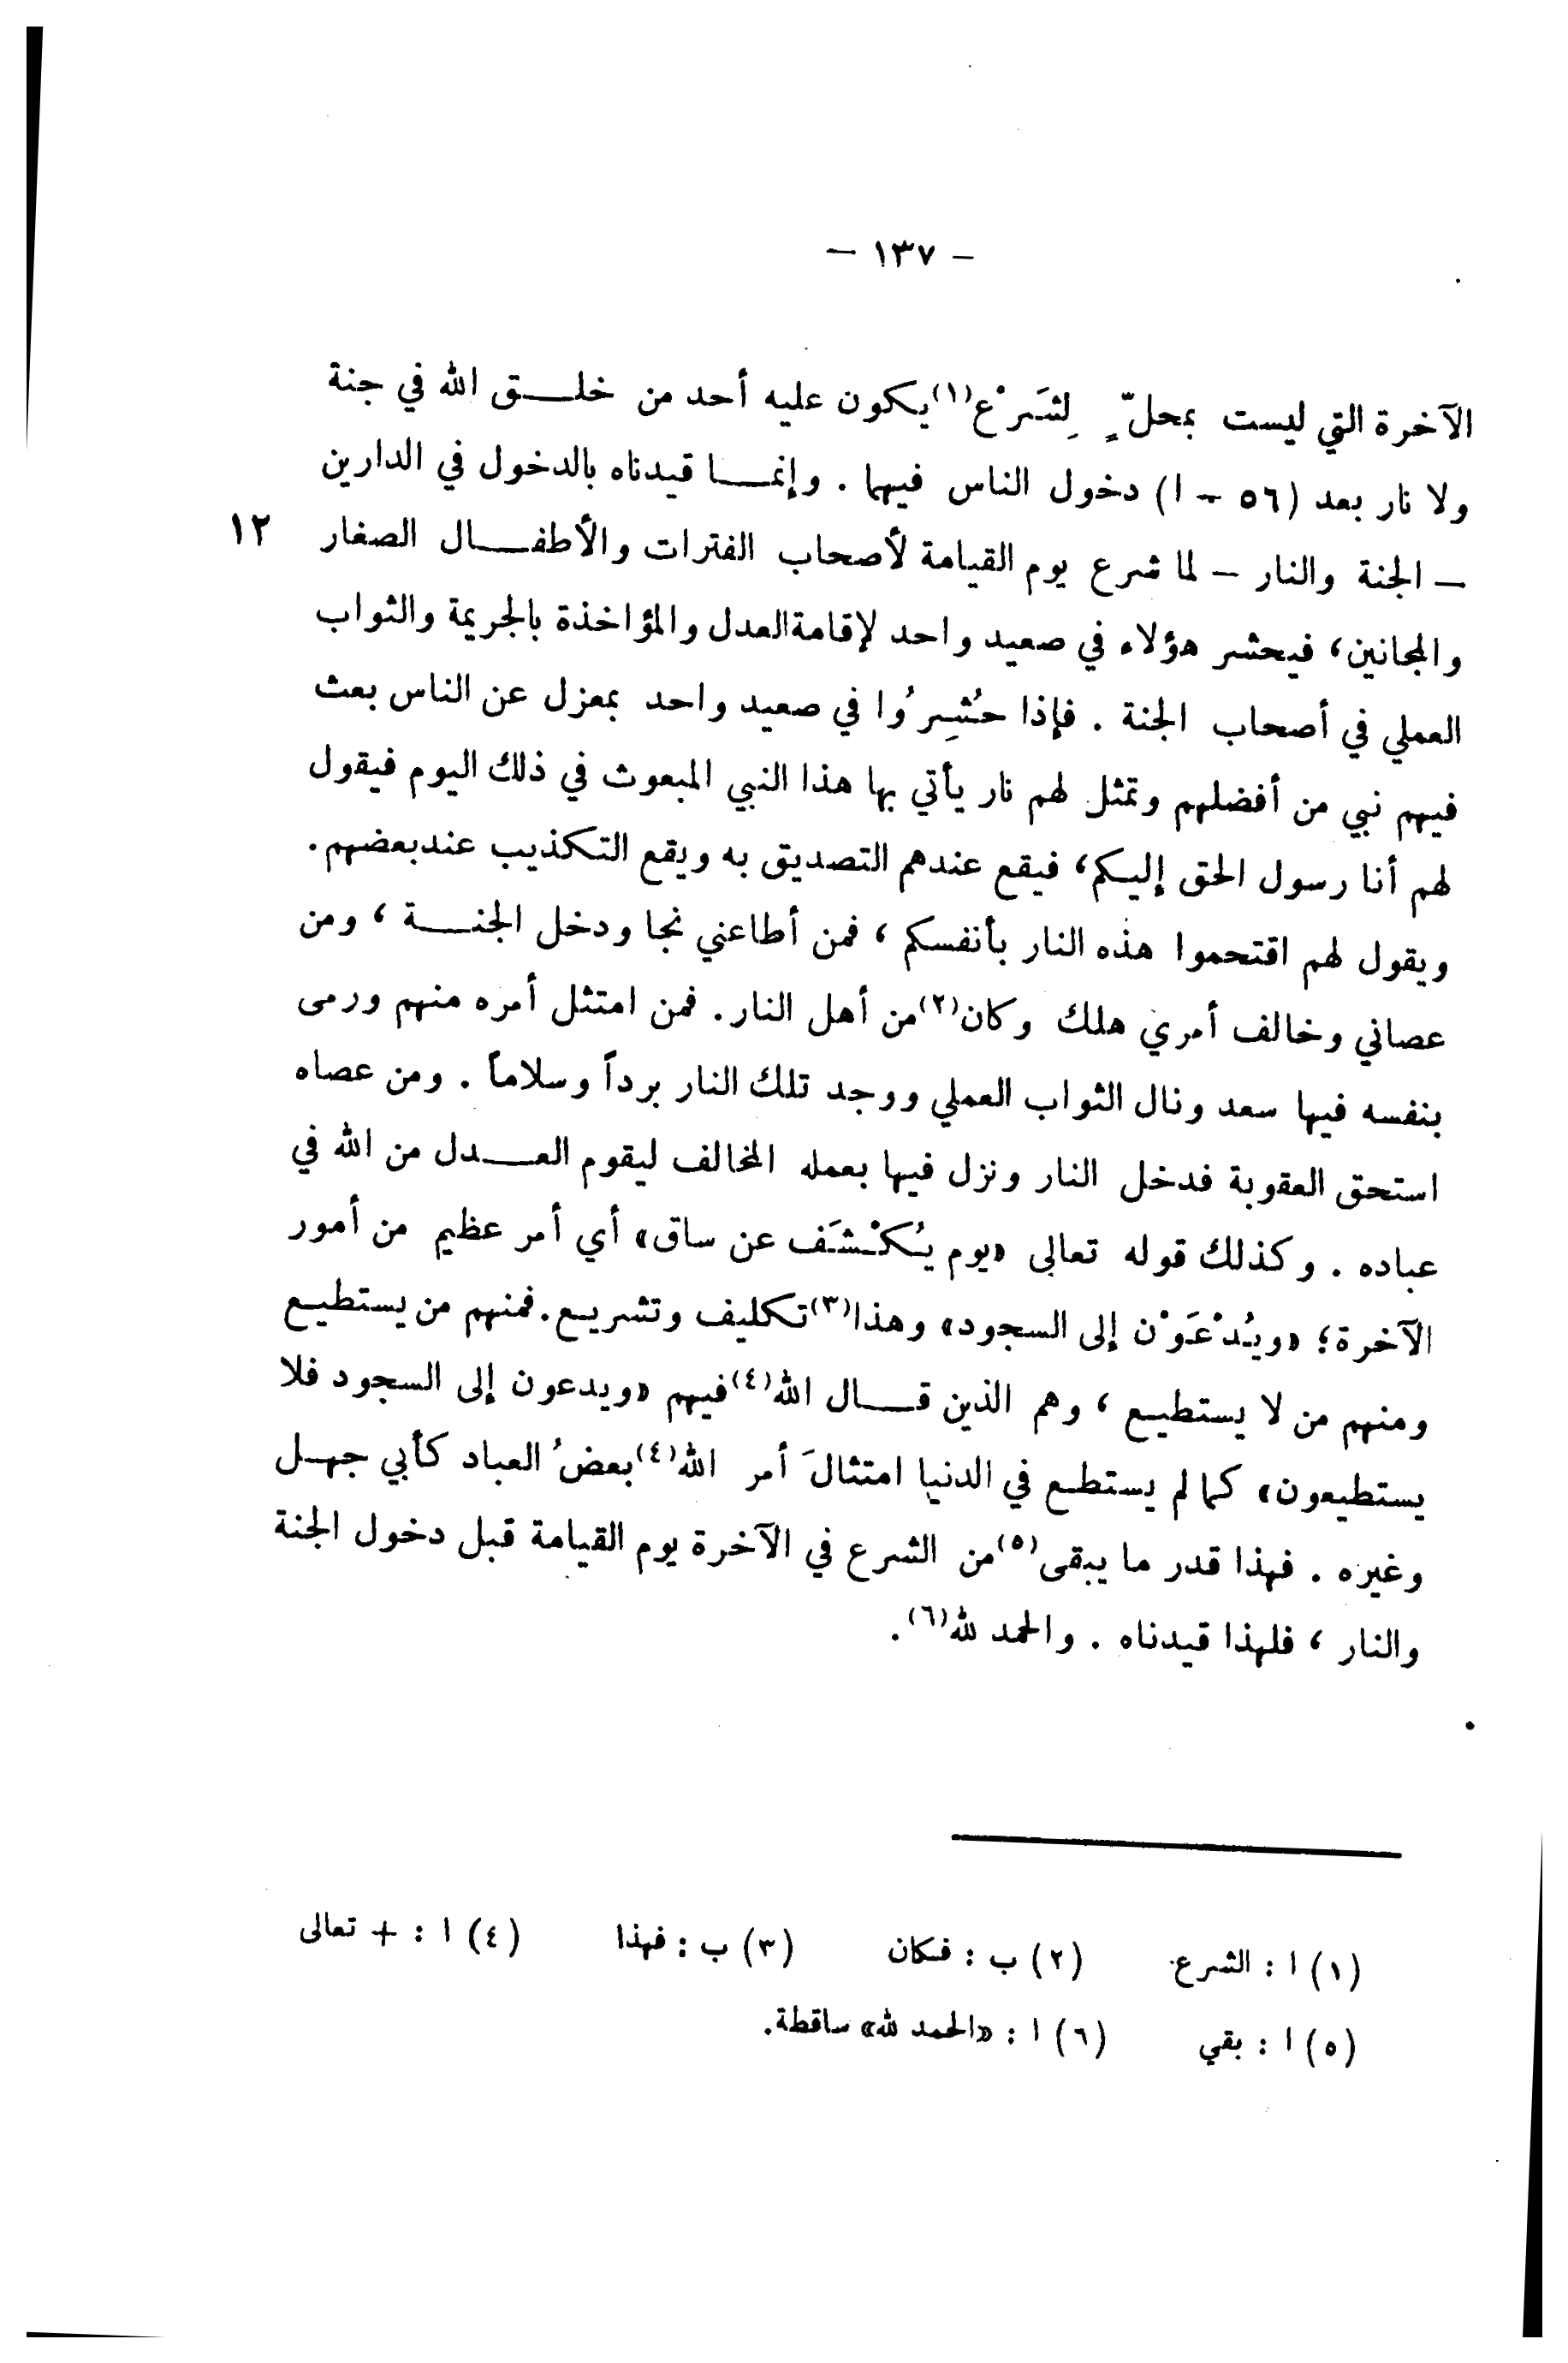 – ١٣٧ –
الآخرة التي ليست بمحلٍّ لِشَرْع(١) يكون عليه أحد من خلق الله في جنة
ولا نار بعد (٥٦ – ا) دخول الناس فيها . وإنما قيدناه بالدخول في الدارين
– الجنة والنار – لما شرع يوم القيامة لأصحاب الفترات والأطفال الصغار ١٢
والمجانين، فيحشر هؤلاء في صعيد واحد لإقامة العدل والمؤاخذة بالجريمة والثواب
العملي في أصحاب الجنة . فإذا حُشِرُوا في صعيد واحد بمعزل عن الناس بعث
فيهم نبي من أفضلهم وتمثل لهم نار يأتي بها هذا النبي المبعوث في ذلك اليوم فيقول
لهم أنا رسول الحق إليكم، فيقع عندهم التصديق به ويقع التكذيب عند بعضهم.
ويقول لهم اقتحموا هذه النار بأنفسكم ، فمن أطاعني نجا ودخل الجنة ، ومن
عصاني وخالف أمري هلك وكان(٢) من أهل النار. فمن امتثل أمره منهم ورمى
بنفسه فيها سعد ونال الثواب العملي ووجد تلك النار برداً وسلاماً . ومن عصاه
استحق العقوبة فدخل النار ونزل فيها بعمله المخالف ليقوم العدل من الله في
عباده . وكذلك قوله تعالى «يوم يُكْشَف عن ساق» أي أمر عظيم من أمور
الآخرة؛ «ويُدْعَوْن إلى السجود» وهذا(٣) تكليف وتشريع. فمنهم من يستطيع
ومنهم من لا يستطيع ، وهم الذين قال الله(٤) فيهم «ويدعون إلى السجود فلا
يستطيعون» كما لم يستطع في الدنيا امتثالَ أمر الله(٤) بعضُ العباد كأبي جهل
وغيره . فهذا قدر ما يبقى(٥) من الشرع في الآخرة يوم القيامة قبل دخول الجنة
والنار ، فلهذا قيدناه . والحمد لله(٦).
(١) ا : الشرع (٢) ب : فكان (٣) ب : فهذا (٤) ا : + تعالى
(٥) ا : بقي (٦) ا : «الحمد لله» ساقطة.